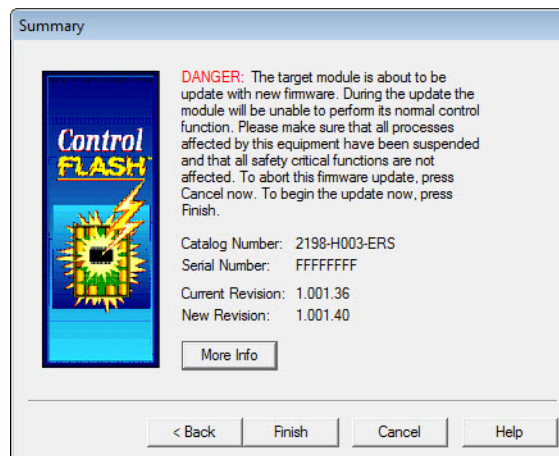 Summary
Control
FLASH
DANGER: The target module is about to be
update with new firmware. During the update the
module will be unable to perform its normal control
function. Please make sure that all processes
affected by this equipment have been suspended
and that all safety critical functions are not
affected. To abort this firmware update, press
Cancel now. To begin the update now, press
Finish.
Catalog Number: 2198-H003-ERS
Serial Number: FFFFFFFF
Current Revision: 1.001.36
New Revision: 1.001.40
More Info
< Back Finish Cancel Help